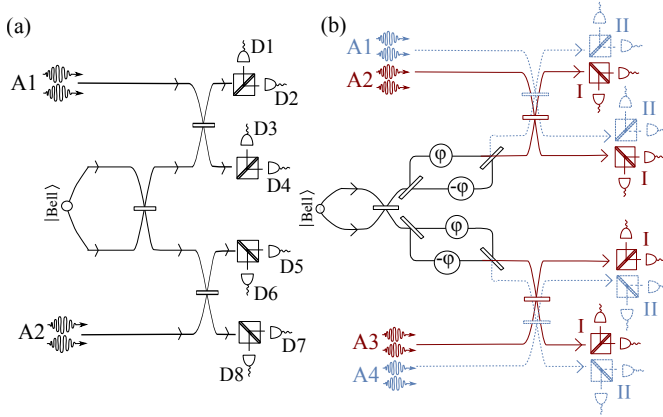 (a)
A1
D1
D2
D3
D4
|Bell⟩
D5
D6
A2
D7
D8
(b)
A1
A2
II
I
II
I
φ
-φ
|Bell⟩
φ
-φ
I
II
A3
A4
I
II